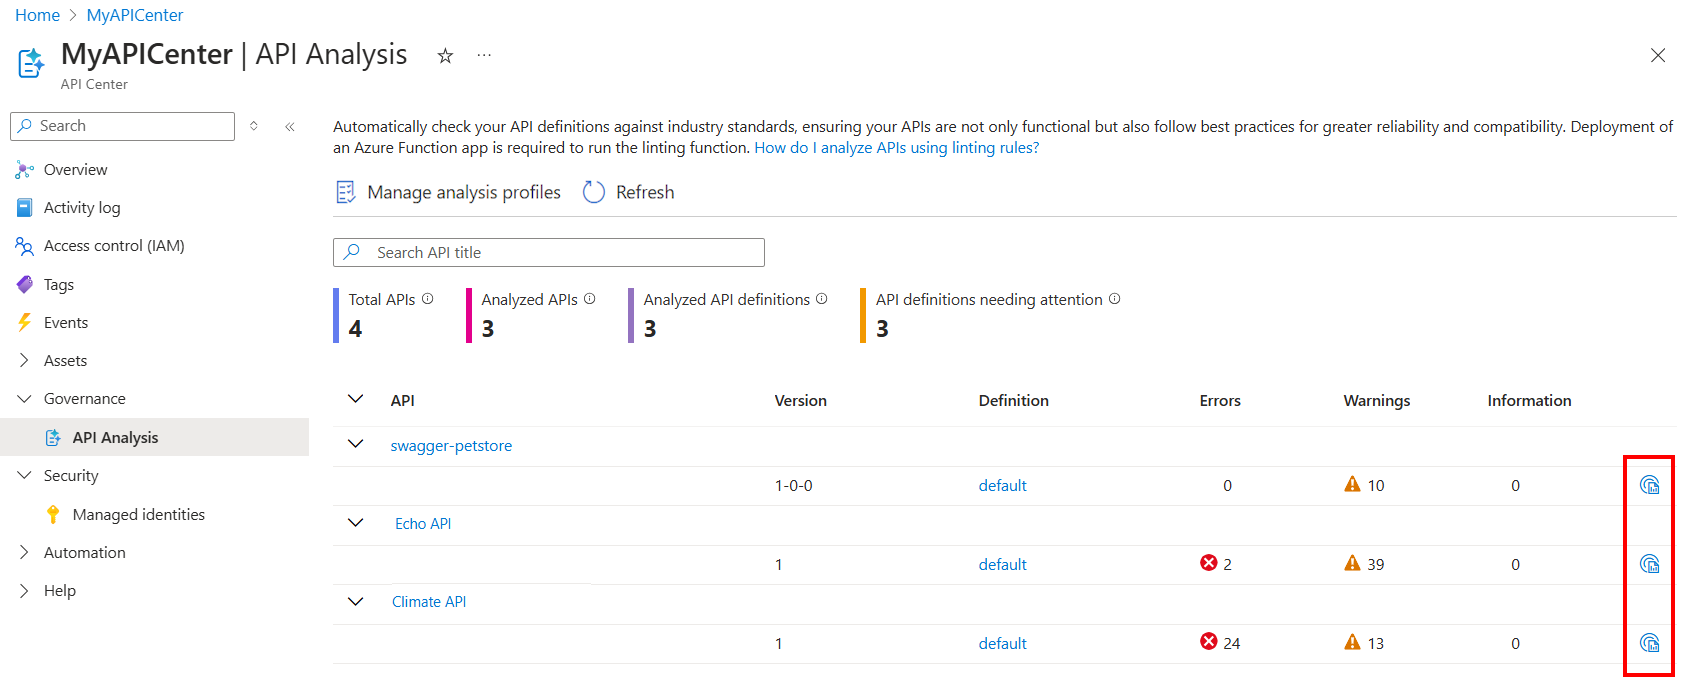 Home > MyAPICenter
MyAPICenter | API Analysis ☆ ...
API Center
Search
Overview
Activity log
Access control (IAM)
Tags
Events
Assets
Governance
API Analysis
Security
Managed identities
Automation
Help
Automatically check your API definitions against industry standards, ensuring your APIs are not only functional but also follow best practices for greater reliability and compatibility. Deployment of
an Azure Function app is required to run the linting function. How do I analyze APIs using linting rules?
Manage analysis profiles Refresh
Search API title
Total APIs Analyzed APIs Analyzed API definitions API definitions needing attention
4 3 3 3
API Version Definition Errors Warnings Information
swagger-petstore
1-0-0 default 0 10 0
Echo API
1 default 2 39 0
Climate API
1 default 24 13 0